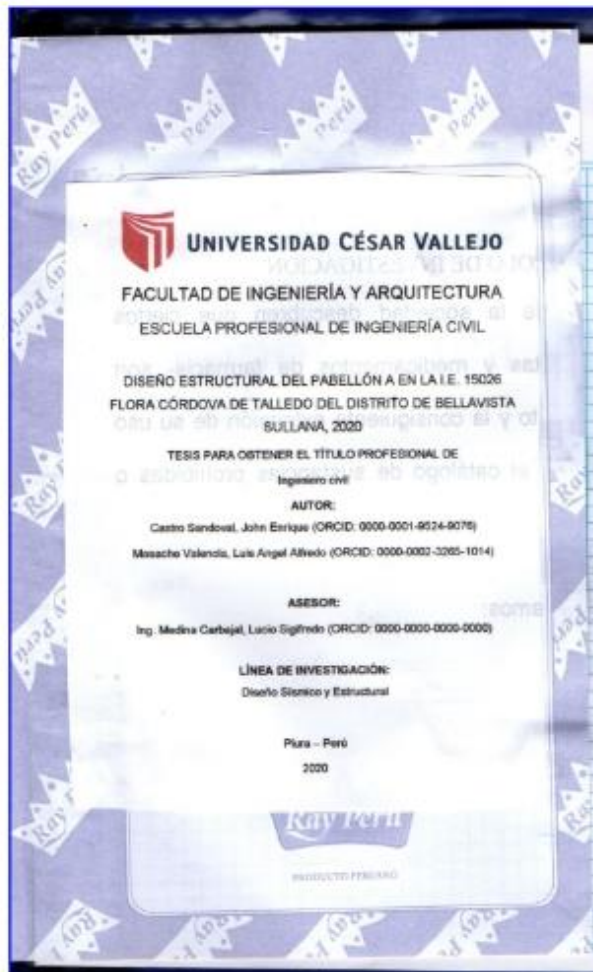 UNIVERSIDAD CÉSAR VALLEJO
FACULTAD DE INGENIERÍA Y ARQUITECTURA
ESCUELA PROFESIONAL DE INGENIERÍA CIVIL
DISEÑO ESTRUCTURAL DEL PABELLÓN A EN LA I.E. 15026
FLORA CÓRDOVA DE TALLEDO DEL DISTRITO DE BELLAVISTA
SULLANA, 2020
TESIS PARA OBTENER EL TÍTULO PROFESIONAL DE
Ingeniero civil
AUTOR:
Castro Sandoval, John Enrique (ORCID: 0000-0001-9524-9076)
Masache Valencia, Luis Angel Alfredo (ORCID: 0000-0002-3265-1014)
ASESOR:
Ing. Medina Carbajal, Lucio Sigifredo (ORCID: 0000-0000-0000-0000)
LÍNEA DE INVESTIGACIÓN:
Diseño Sísmico y Estructural
Piura – Perú
2020
Ray Perú
PRODUCTO PERUANO